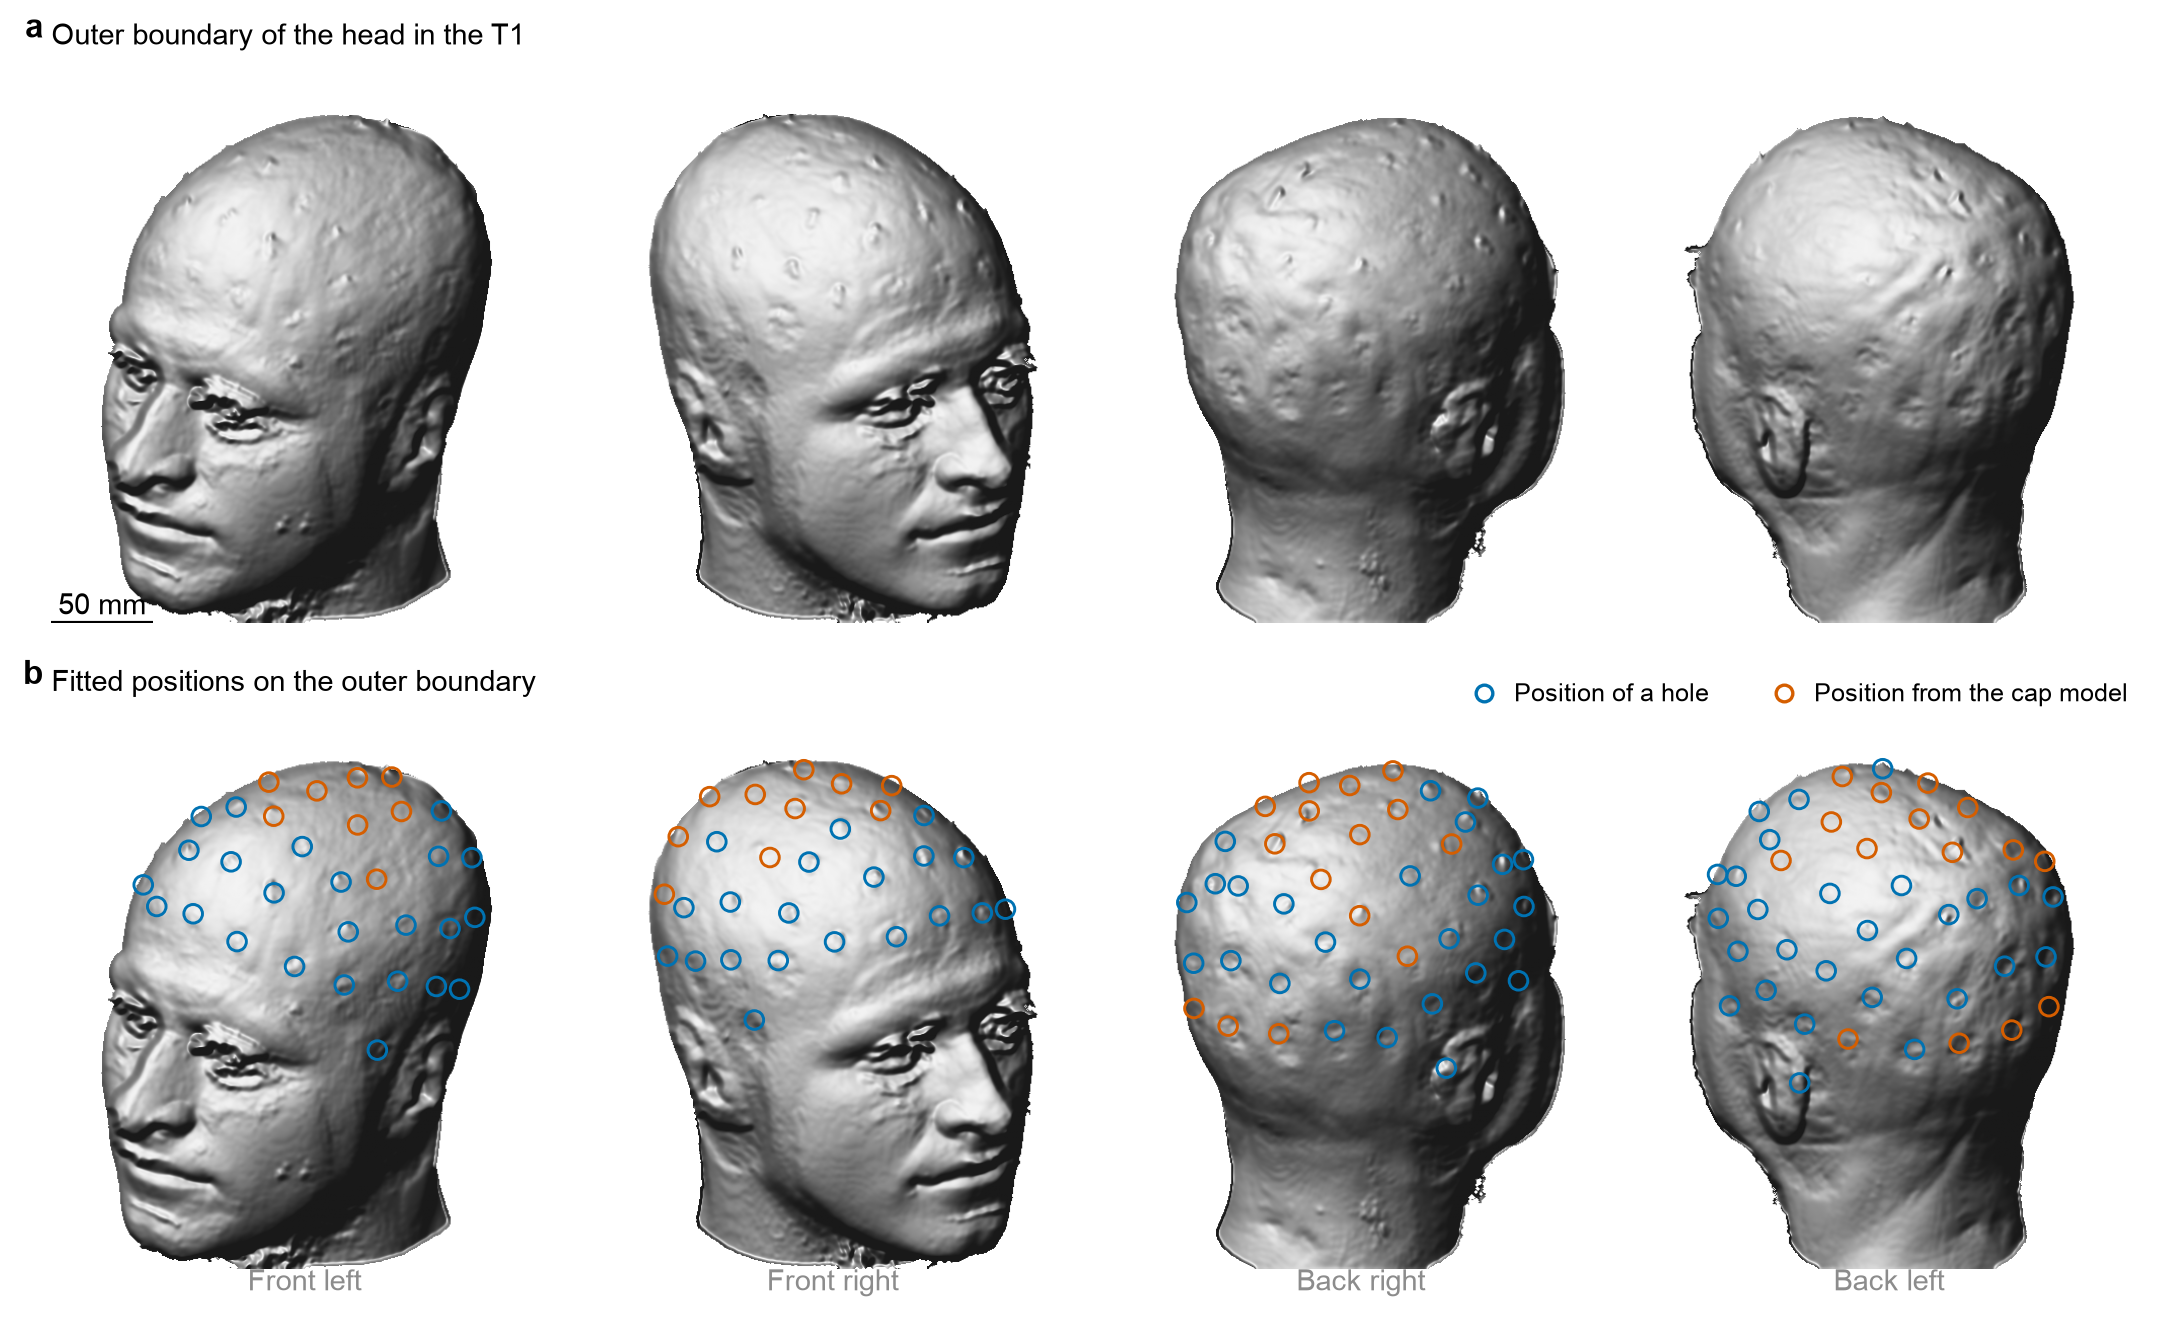 a Outer boundary of the head in the T1
50 mm
b Fitted positions on the outer boundary
Position of a hole
Position from the cap model
Front left
Front right
Back right
Back left